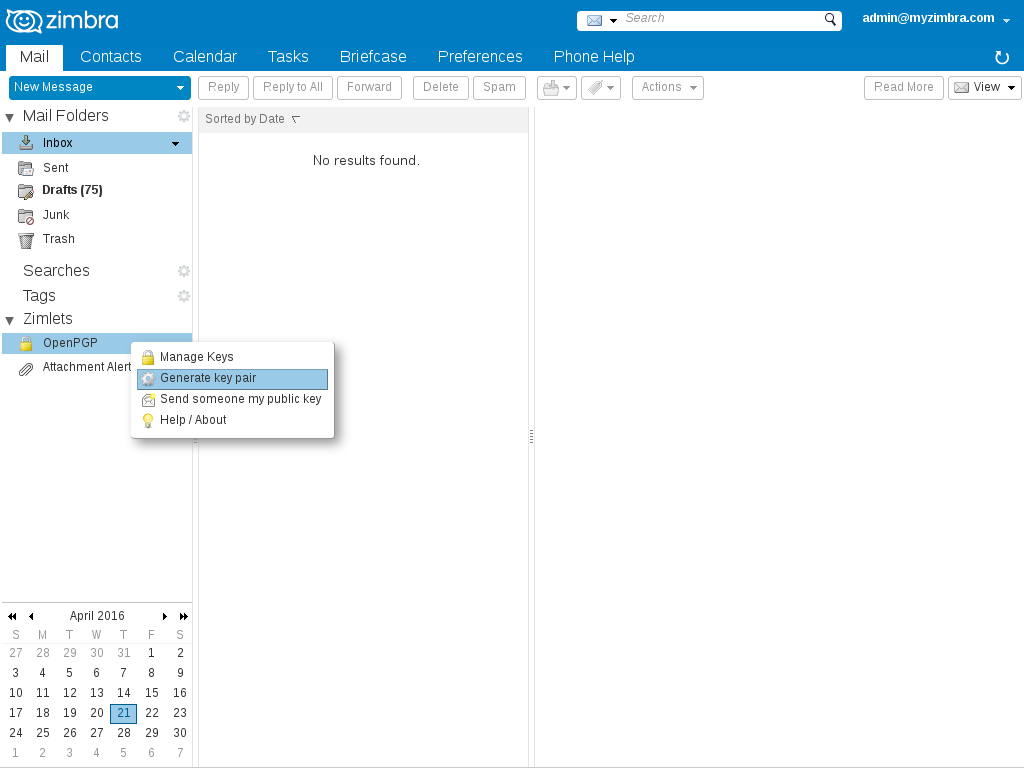 zimbra
Search
admin@myzimbra.com
Mail Contacts Calendar Tasks Briefcase Preferences Phone Help
New Message Reply Reply to All Forward Delete Spam Actions Read More View
Mail Folders
Sorted by Date
Inbox
No results found.
Sent
Drafts (75)
Junk
Trash
Searches
Tags
Zimlets
OpenPGP
Manage Keys
Attachment Alert
Generate key pair
Send someone my public key
Help / About
April 2016
S M T W T F S
27 28 29 30 31 1 2
3 4 5 6 7 8 9
10 11 12 13 14 15 16
17 18 19 20 21 22 23
24 25 26 27 28 29 30
1 2 3 4 5 6 7